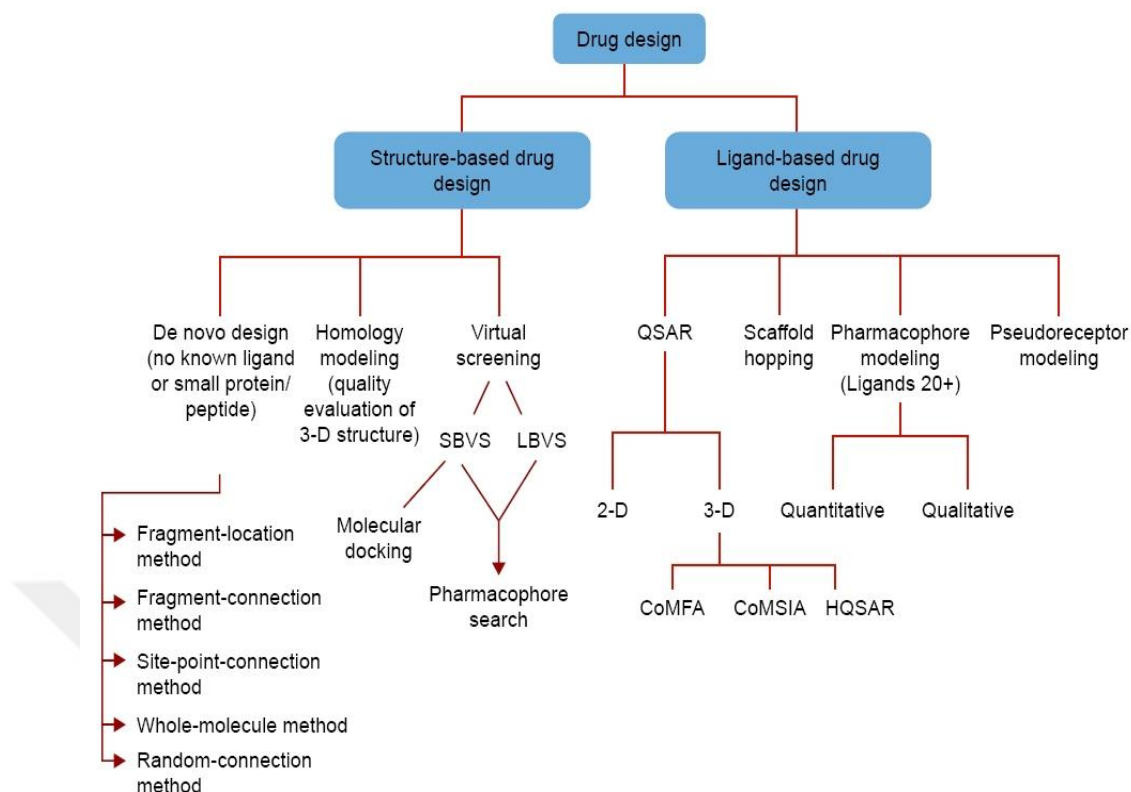 Drug design
Structure-based drug
design
Ligand-based drug
design
De novo design
(no known ligand
or small protein/
peptide)
Homology
modeling
(quality
evaluation of
3-D structure)
Virtual
screening
QSAR
Scaffold
hopping
Pharmacophore
modeling
(Ligands 20+)
Pseudoreceptor
modeling
SBVS
LBVS
2-D
3-D
Quantitative
Qualitative
Molecular
docking
Pharmacophore
search
CoMFA
CoMSIA
HQSAR
Fragment-location
method
Fragment-connection
method
Site-point-connection
method
Whole-molecule method
Random-connection
method